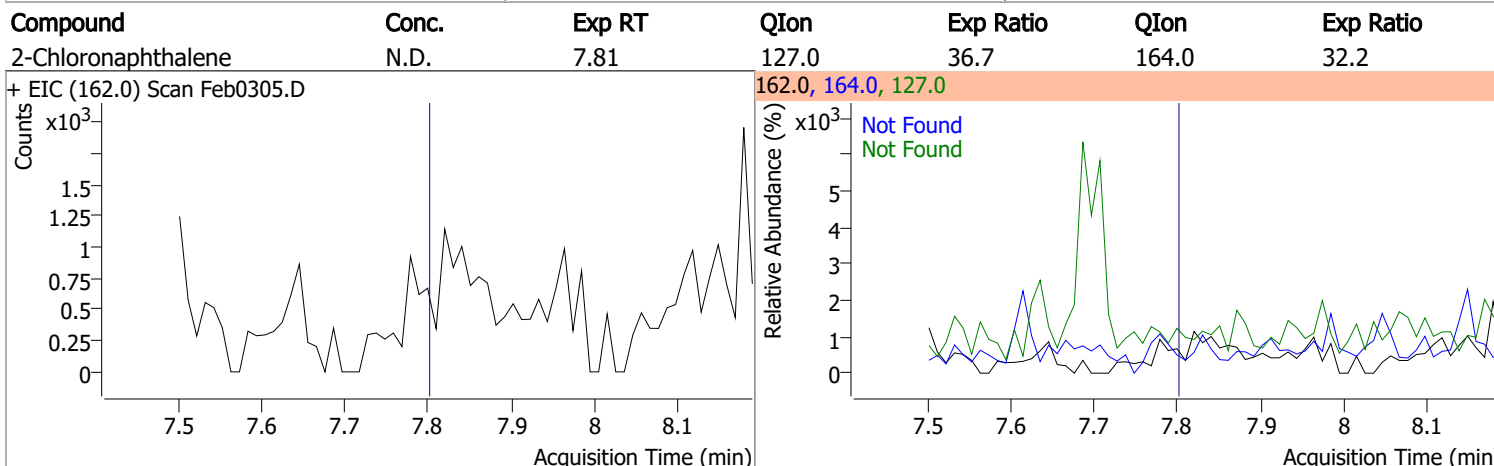 Compound Conc. Exp RT QIon Exp Ratio QIon Exp Ratio
2-Chloronaphthalene N.D. 7.81 127.0 36.7 164.0 32.2
+ EIC (162.0) Scan Feb0305.D
Counts
x10³
1.5
1.25
1
0.75
0.5
0.25
0
7.5 7.6 7.7 7.8 7.9 8 8.1
Acquisition Time (min)
162.0, 164.0, 127.0
Relative Abundance (%)
x10³
Not Found
Not Found
5
4
3
2
1
0
7.5 7.6 7.7 7.8 7.9 8 8.1
Acquisition Time (min)